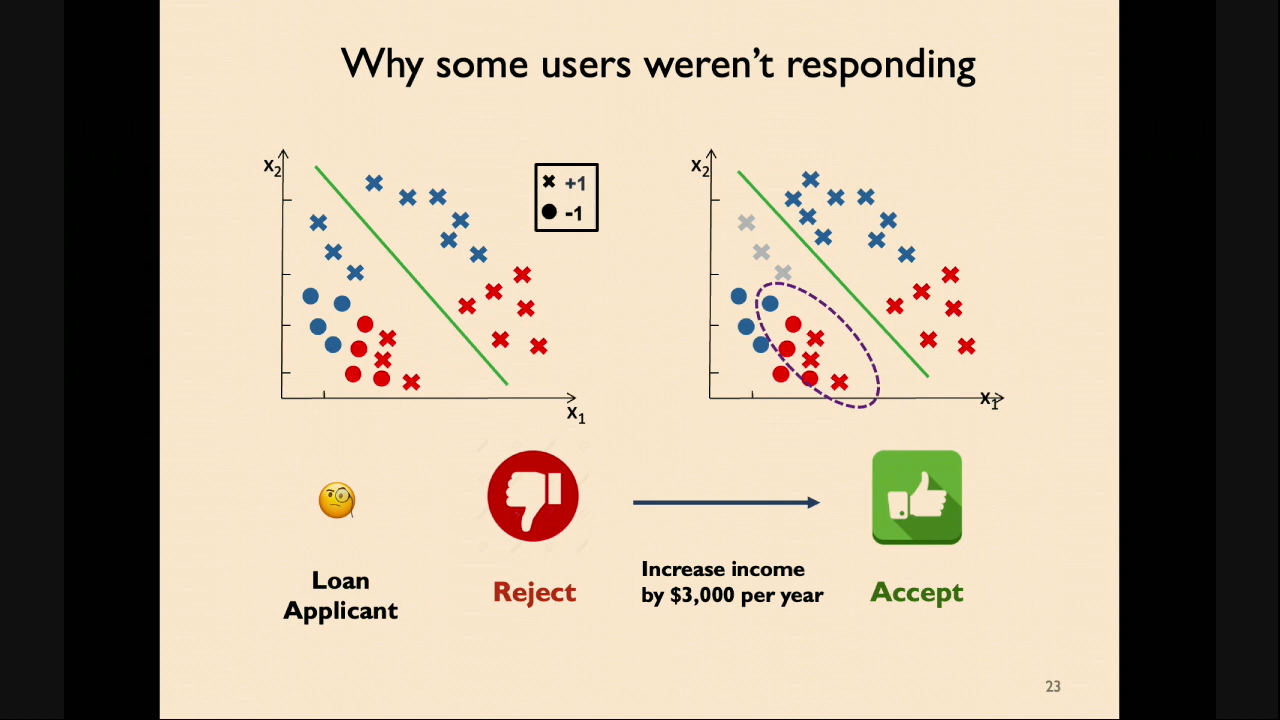 Why some users weren't responding
x₂
+1
-1
x₁
x₂
x₁
Loan
Applicant
Reject
Increase income
by $3,000 per year
Accept
23